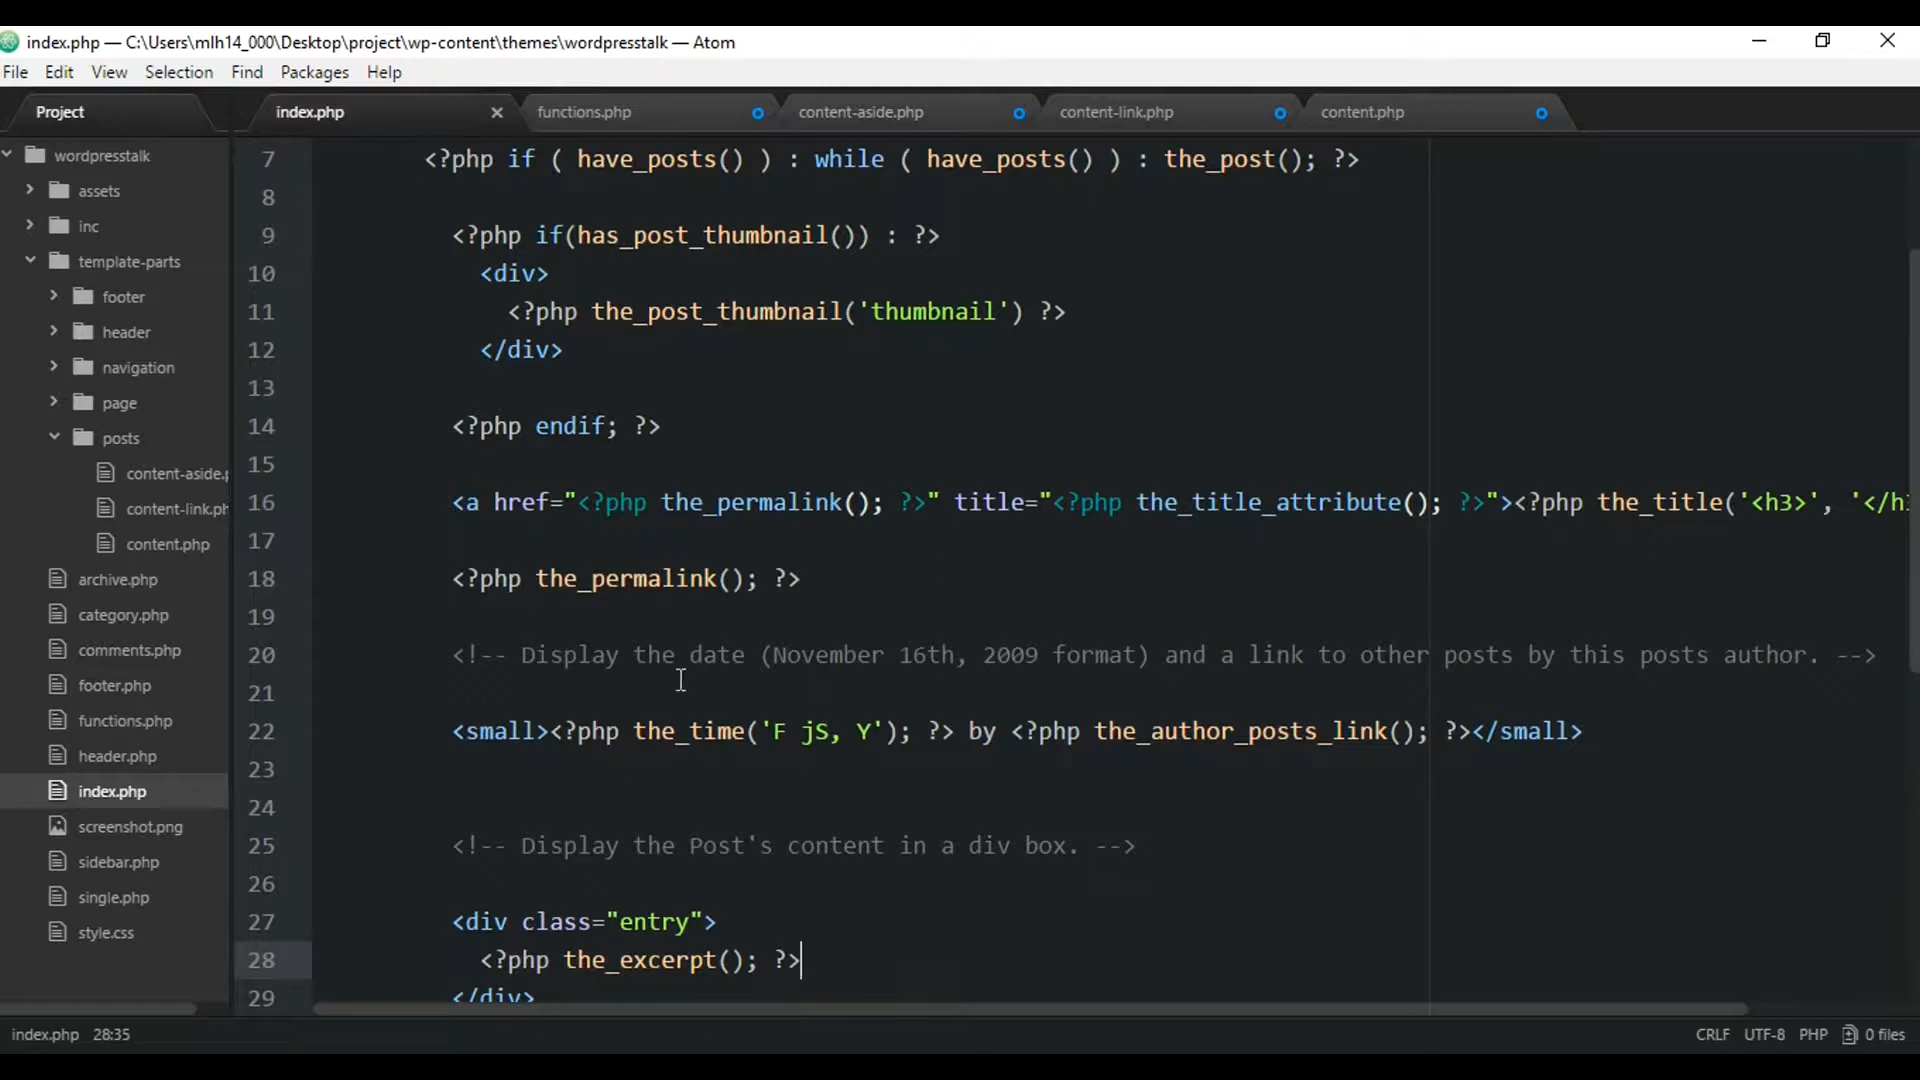 index.php — C:\Users\mlh14_000\Desktop\project\wp-content\themes\wordpresstalk — Atom
File Edit View Selection Find Packages Help
Project
index.php
functions.php
content-aside.php
content-link.php
content.php
wordpresstalk
assets
inc
template-parts
footer
header
navigation
page
posts
content-aside.p
content-link.ph
content.php
archive.php
category.php
comments.php
footer.php
functions.php
header.php
index.php
screenshot.png
sidebar.php
single.php
style.css
7 <?php if ( have_posts() ) : while ( have_posts() ) : the_post(); ?>
8
9 <?php if(has_post_thumbnail()) : ?>
10 <div>
11 <?php the_post_thumbnail('thumbnail') ?>
12 </div>
13
14 <?php endif; ?>
15
16 <a href="<?php the_permalink(); ?>" title="<?php the_title_attribute(); ?>"><?php the_title('<h3>', '</h3
17
18 <?php the_permalink(); ?>
19
20 <!-- Display the date (November 16th, 2009 format) and a link to other posts by this posts author. -->
21
22 <small><?php the_time('F jS, Y'); ?> by <?php the_author_posts_link(); ?></small>
23
24
25 <!-- Display the Post's content in a div box. -->
26
27 <div class="entry">
28 <?php the_excerpt(); ?>
29 </div>
index.php 28:35
CRLF UTF-8 PHP 0 files